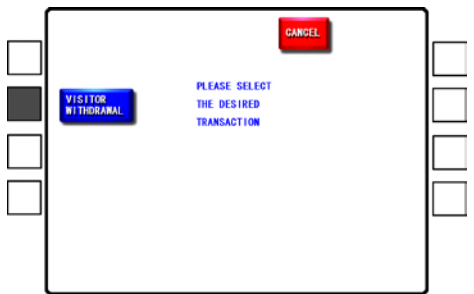 CANCEL
VISITOR
WITHDRAWAL
PLEASE SELECT
THE DESIRED
TRANSACTION